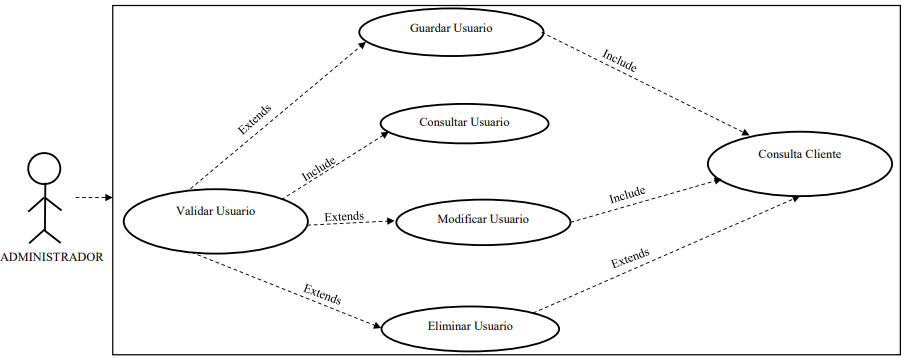 Guardar Usuario
Include
Extends
Consultar Usuario
Consulta Cliente
Include
Include
Validar Usuario
Extends
Modificar Usuario
ADMINISTRADOR
Extends
Extends
Eliminar Usuario